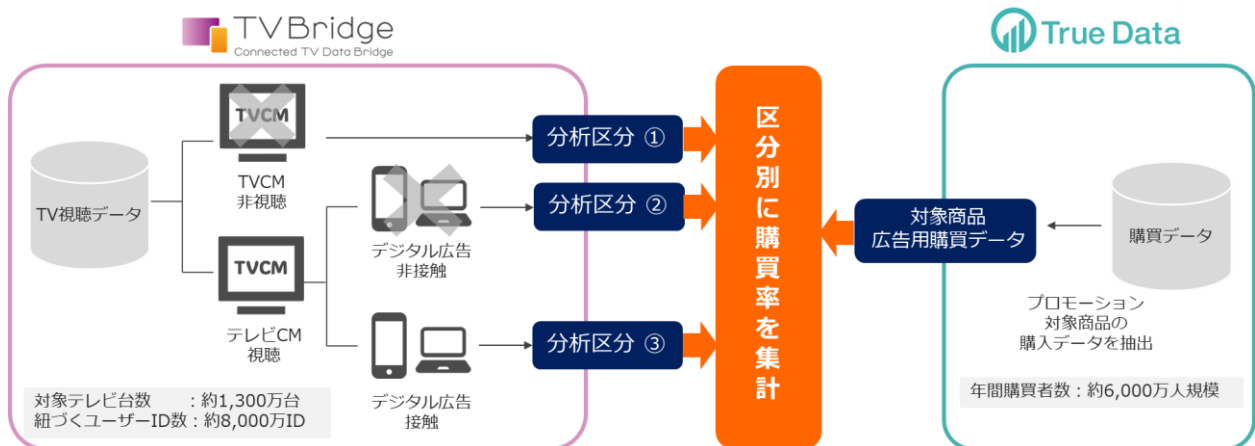 TVBridge
Connected TV Data Bridge
True Data
TV視聴データ
TVCM
TVCM
非視聴
TVCM
テレビCM
視聴
デジタル広告
非接触
デジタル広告
接触
分析区分 ①
分析区分 ②
分析区分 ③
区分別に購買率を集計
対象商品
広告用購買データ
購買データ
プロモーション
対象商品の
購入データを抽出
対象テレビ台数　　：約1,300万台
紐づくユーザーID数：約8,000万ID
年間購買者数：約6,000万人規模